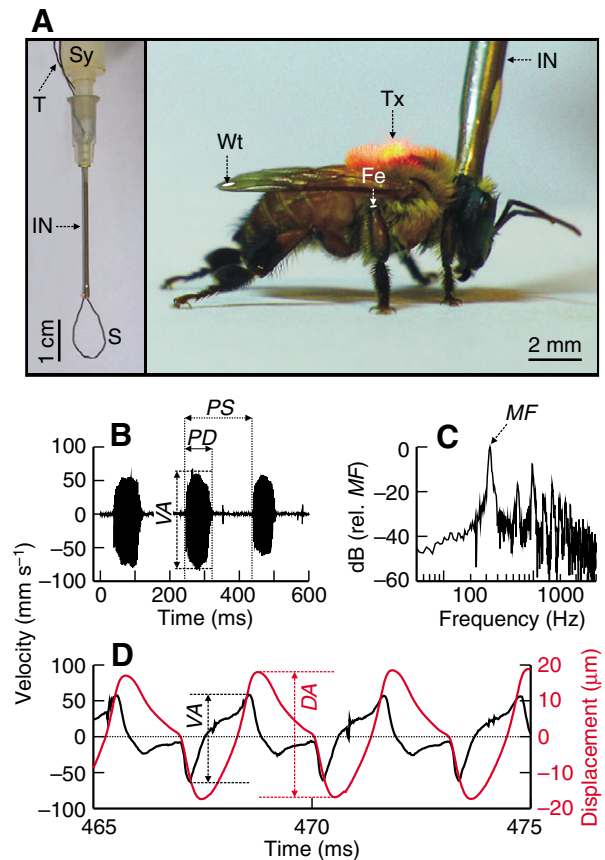 A
Sy
T
IN
S
1 cm
IN
Tx
Wt
Fe
2 mm
B
PS
PD
VA
100
50
0
–50
–100
0 200 400 600
Time (ms)
Velocity (mm s–1)
C
MF
0
–20
–40
–60
dB (rel. MF)
100 1000
Frequency (Hz)
D
100
50
0
–50
–100
VA
DA
20
10
0
–10
–20
Displacement (μm)
465 470 475
Time (ms)